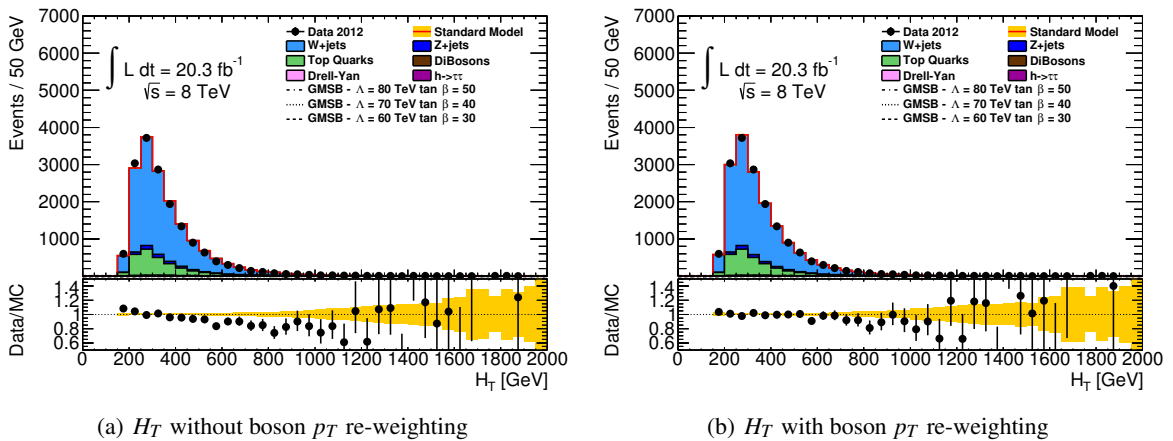 Events / 50 GeV
7000
6000
5000
4000
3000
2000
1000
∫ L dt = 20.3 fb⁻¹
√s = 8 TeV
Data 2012
Standard Model
W+jets
Z+jets
Top Quarks
DiBosons
Drell-Yan
h->ττ
GMSB - Λ = 80 TeV tan β = 50
GMSB - Λ = 70 TeV tan β = 40
GMSB - Λ = 60 TeV tan β = 30
Data/MC
1.4
1.2
1
0.8
0.6
0 200 400 600 800 1000 1200 1400 1600 1800 2000
H_T [GeV]
(a) H_T without boson p_T re-weighting
Events / 50 GeV
7000
6000
5000
4000
3000
2000
1000
∫ L dt = 20.3 fb⁻¹
√s = 8 TeV
Data 2012
Standard Model
W+jets
Z+jets
Top Quarks
DiBosons
Drell-Yan
h->ττ
GMSB - Λ = 80 TeV tan β = 50
GMSB - Λ = 70 TeV tan β = 40
GMSB - Λ = 60 TeV tan β = 30
Data/MC
1.4
1.2
1
0.8
0.6
0 200 400 600 800 1000 1200 1400 1600 1800 2000
H_T [GeV]
(b) H_T with boson p_T re-weighting